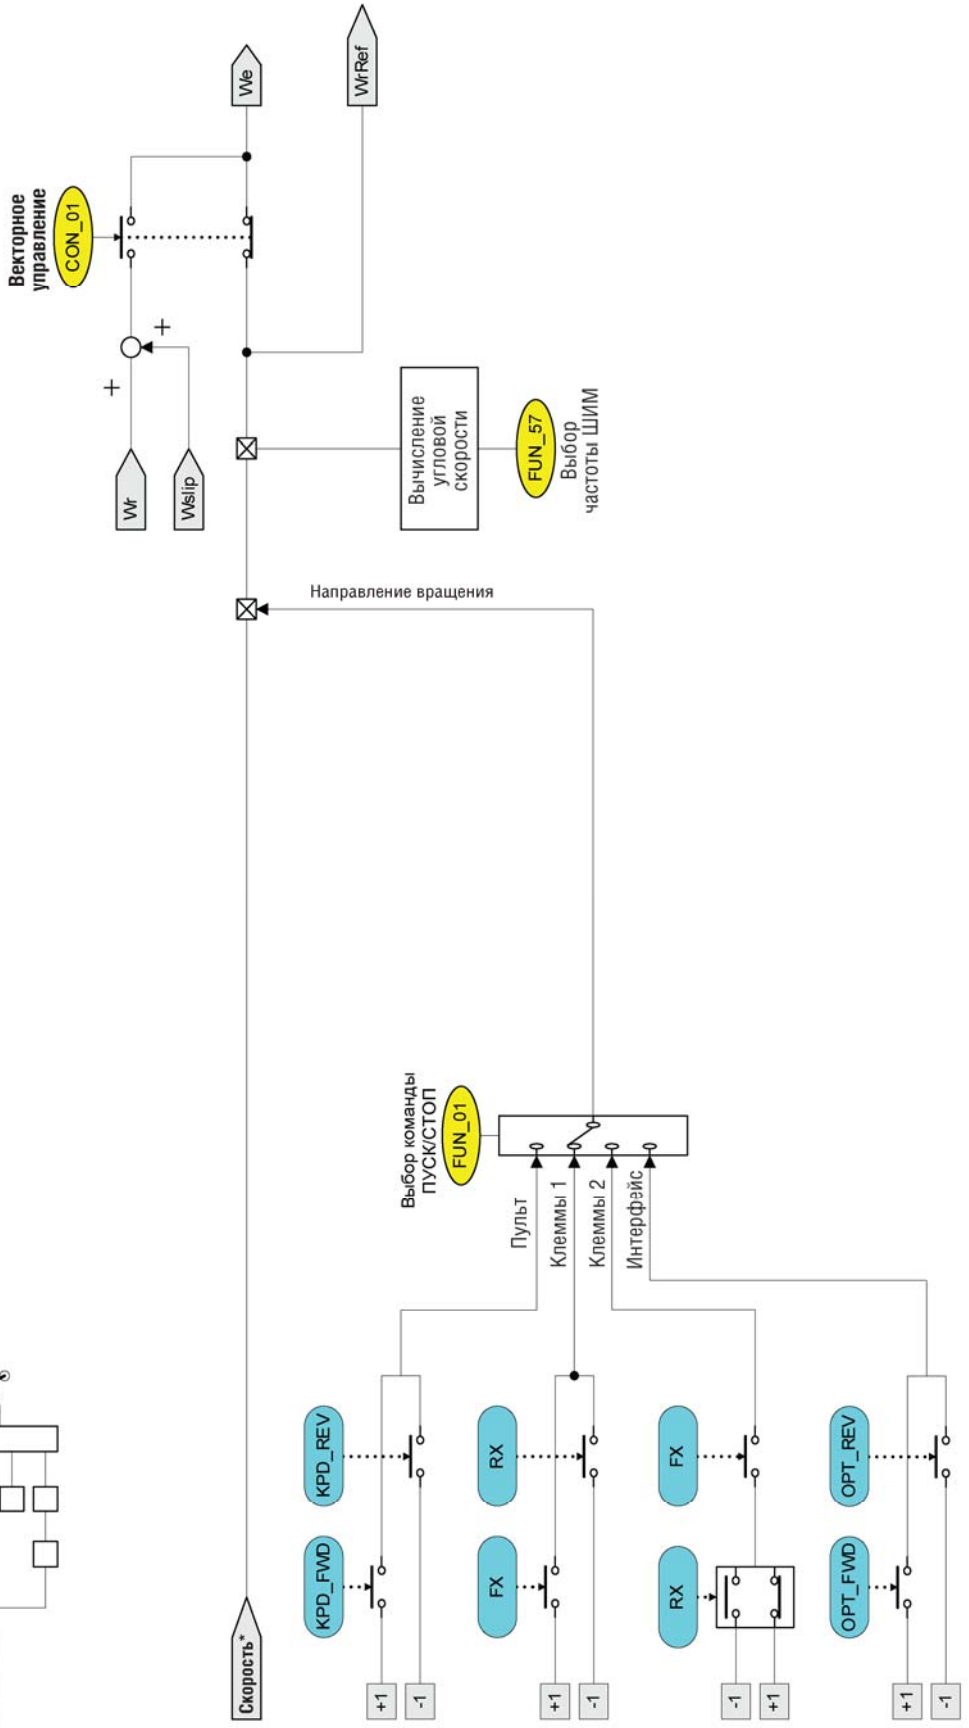 Векторное
управление
CON_01
Wr
+
Wslip
+
We
WrRef
Вычисление
угловой
скорости
FUN_57
Выбор
частоты ШИМ
Направление вращения
Скорость*
Выбор команды
ПУСК/СТОП
FUN_01
Пульт
Клеммы 1
Клеммы 2
Интерфейс
KPD_FWD
KPD_REV
+1
-1
FX
RX
+1
-1
RX
FX
-1
+1
OPT_FWD
OPT_REV
+1
-1